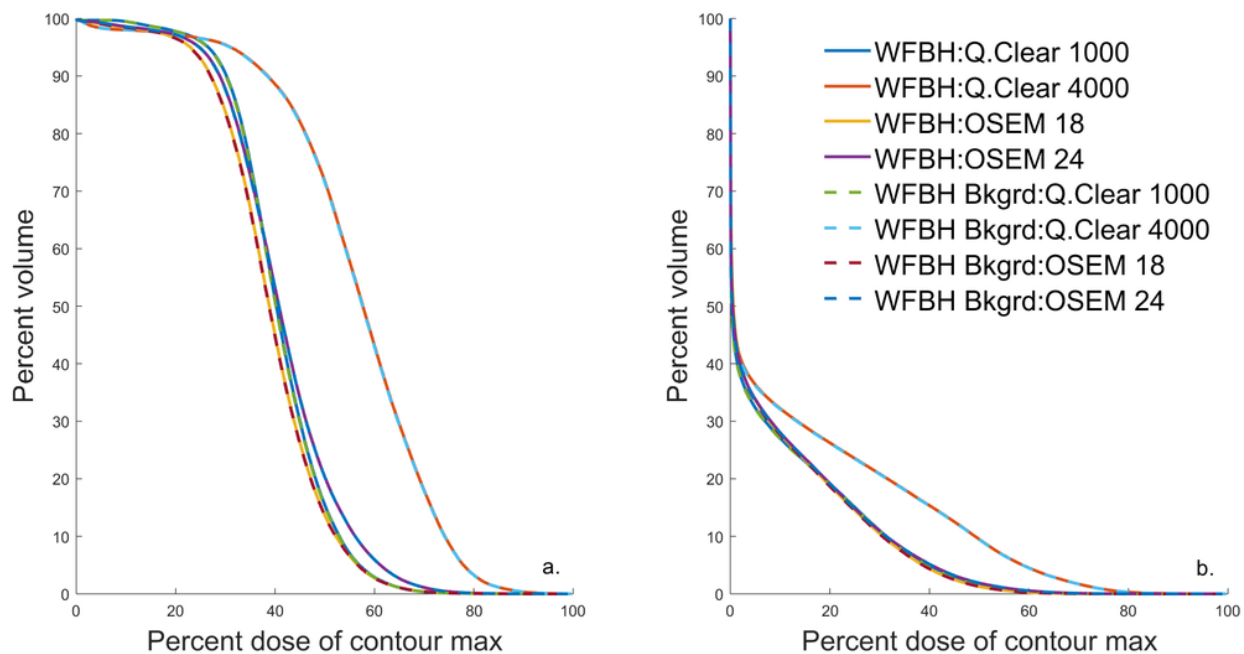 100
90
80
70
60
50
40
30
20
10
0
Percent volume
0 20 40 60 80 100
Percent dose of contour max
a.
100
90
80
70
60
50
40
30
20
10
0
Percent volume
0 20 40 60 80 100
Percent dose of contour max
WFBH:Q.Clear 1000
WFBH:Q.Clear 4000
WFBH:OSEM 18
WFBH:OSEM 24
WFBH Bkgrd:Q.Clear 1000
WFBH Bkgrd:Q.Clear 4000
WFBH Bkgrd:OSEM 18
WFBH Bkgrd:OSEM 24
b.